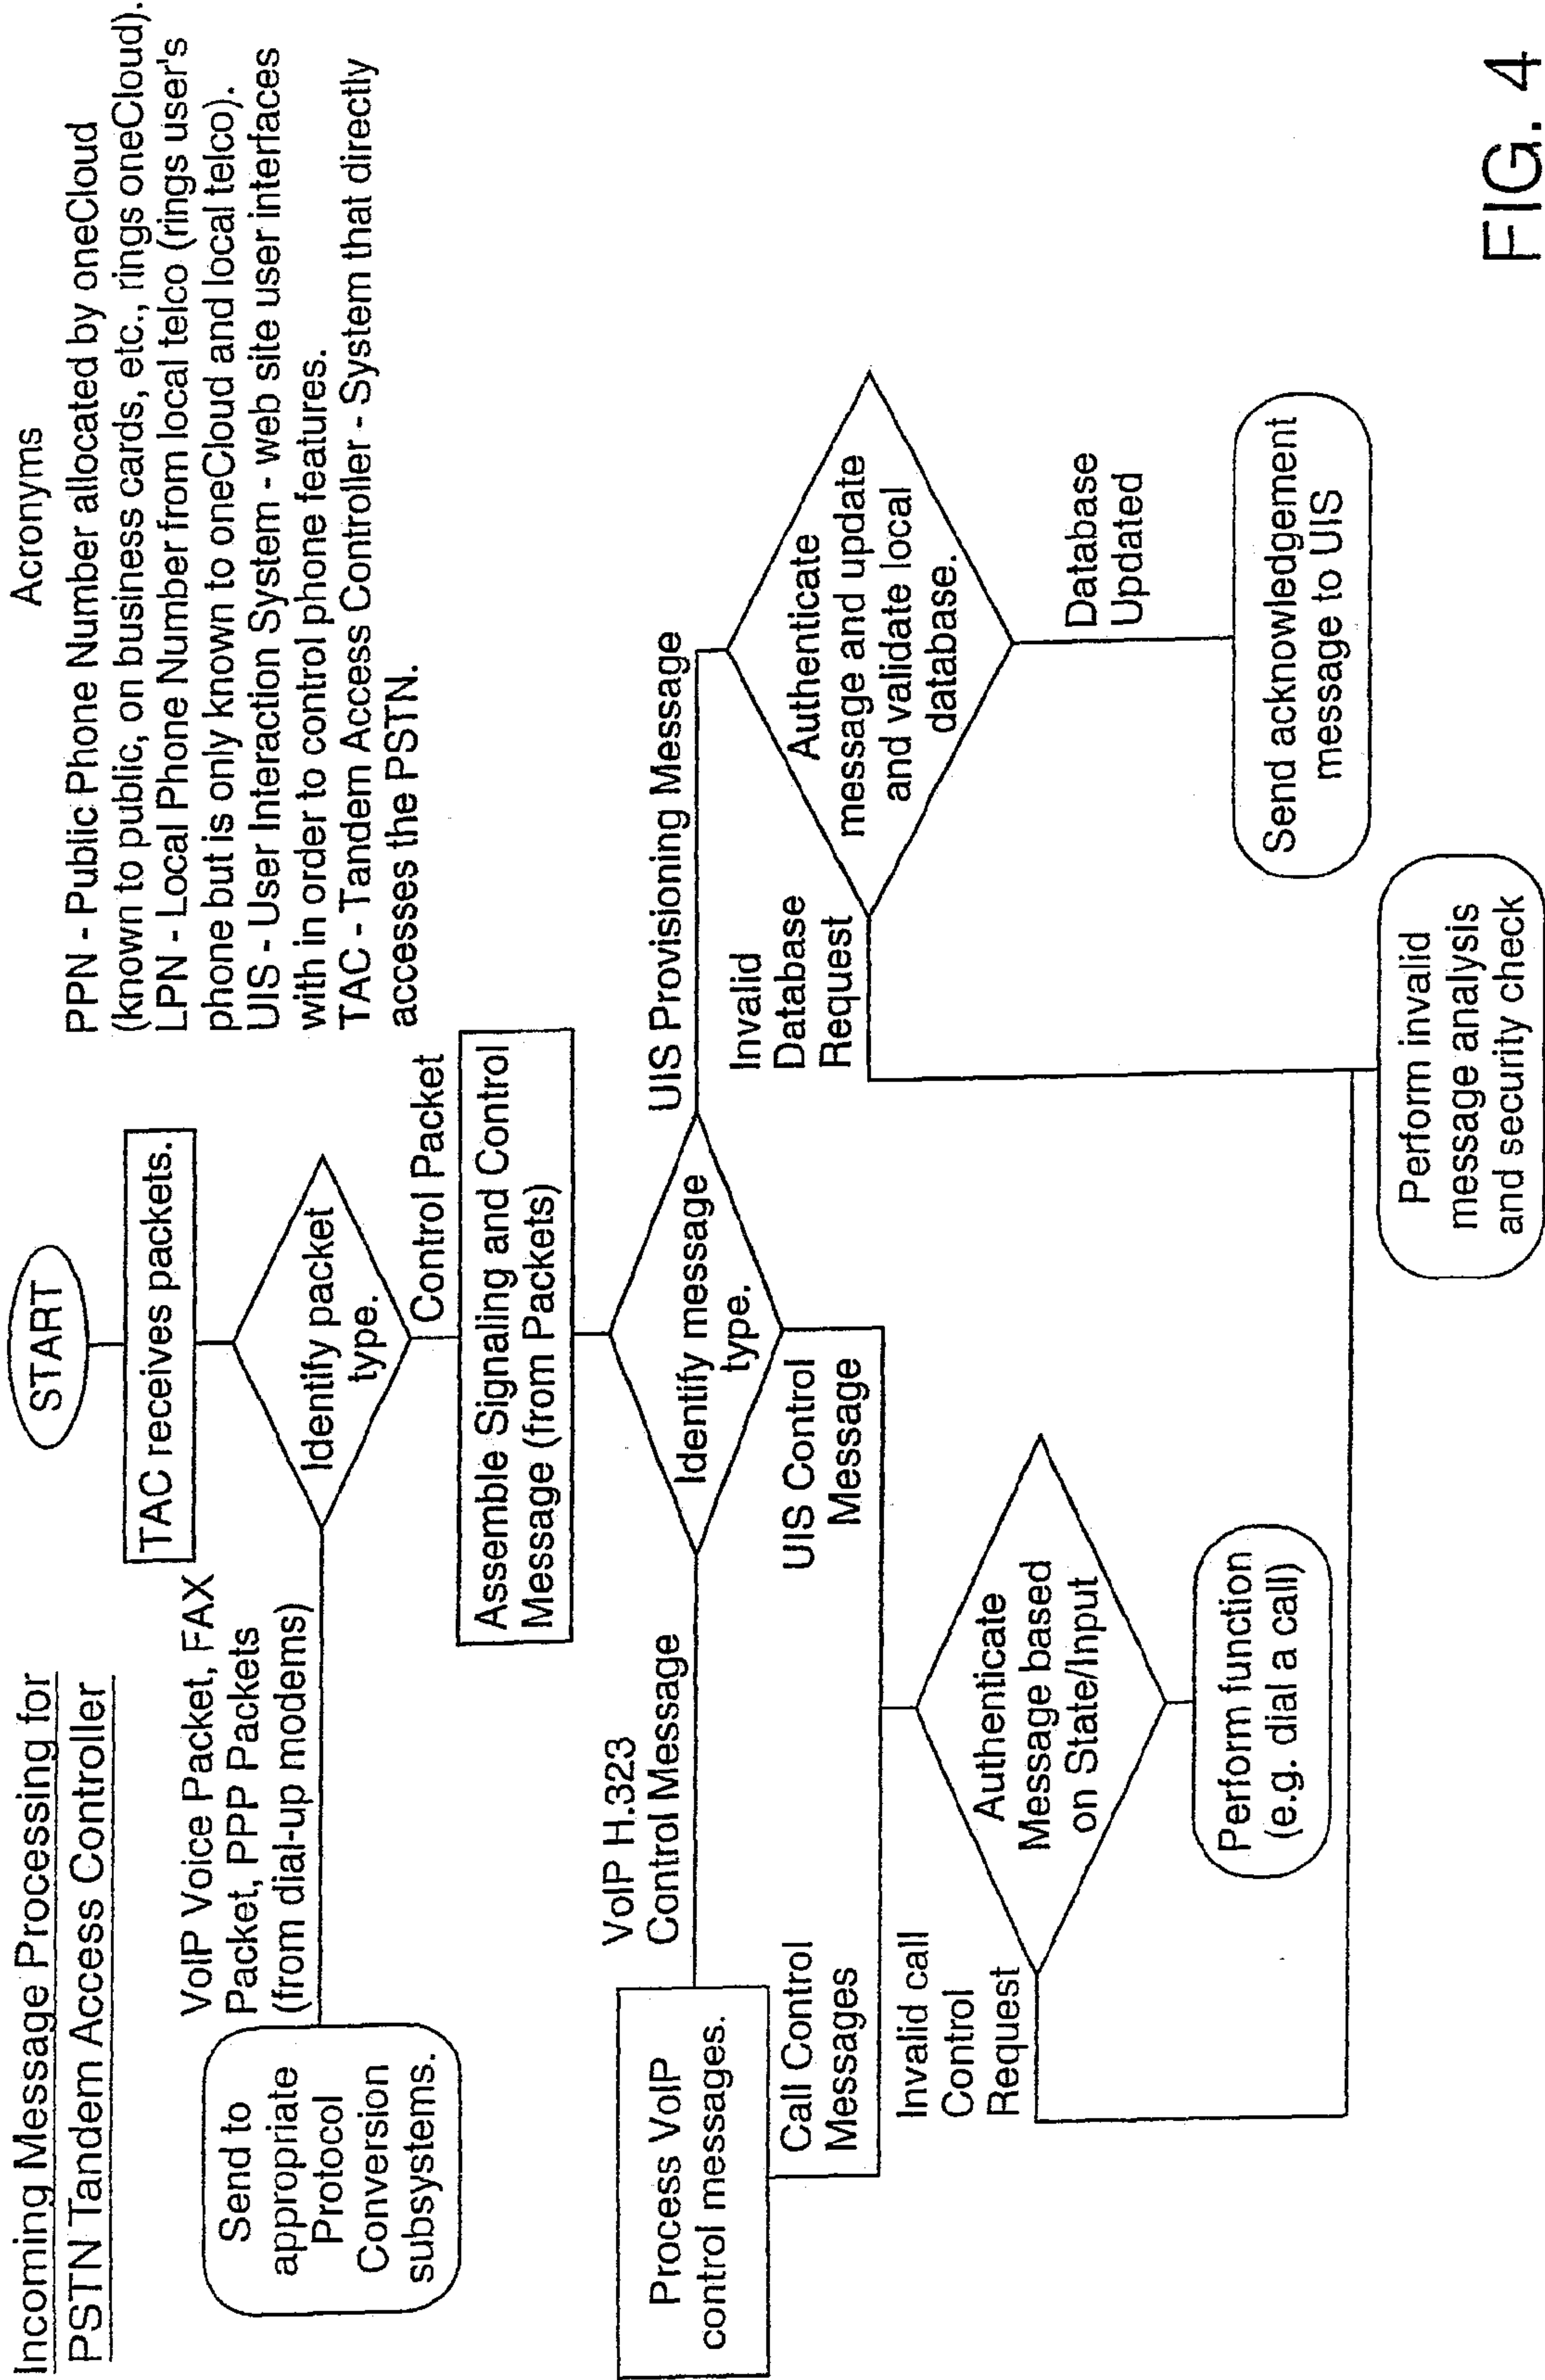 Incoming Message Processing for
PSTN Tandem Access Controller
Acronyms
PPN - Public Phone Number allocated by oneCloud
(known to public, on business cards, etc., rings oneCloud).
LPN - Local Phone Number from local telco (rings user's
phone but is only known to oneCloud and local telco).
UIS - User Interaction System - web site user interfaces
with in order to control phone features.
TAC - Tandem Access Controller - System that directly
accesses the PSTN.
START
TAC receives packets.
Identify packet
type.
VoIP Voice Packet, FAX
Packet, PPP Packets
(from dial-up modems)
Send to
appropriate
Protocol
Conversion
subsystems.
Control Packet
Assemble Signaling and Control
Message (from Packets)
Identify message
type.
VoIP H.323
Control Message
Process VoIP
control messages.
Call Control
Messages
UIS Control
Message
UIS Provisioning Message
Authenticate
message and update
and validate local
database.
Invalid
Database
Request
Database
Updated
Send acknowledgement
message to UIS
Authenticate
Message based
on State/Input
Invalid call
Control
Request
Perform function
(e.g. dial a call)
Perform invalid
message analysis
and security check
FIG. 4